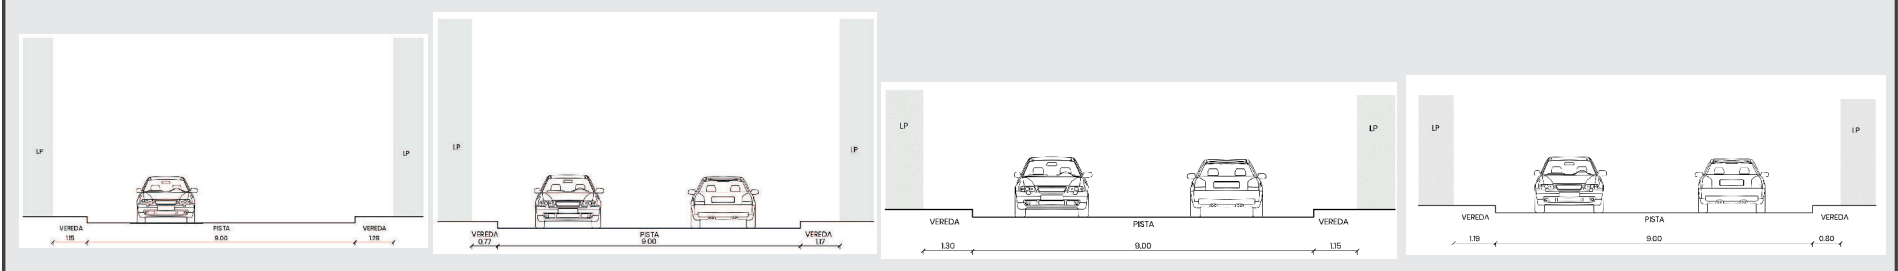 LP
LP
VEREDA
PISTA
VEREDA
1.15
9.00
1.29
LP
LP
VEREDA
PISTA
VEREDA
0.77
9.00
1.17
LP
LP
VEREDA
PISTA
VEREDA
1.30
9.00
1.15
LP
LP
VEREDA
PISTA
VEREDA
1.19
9.00
0.80